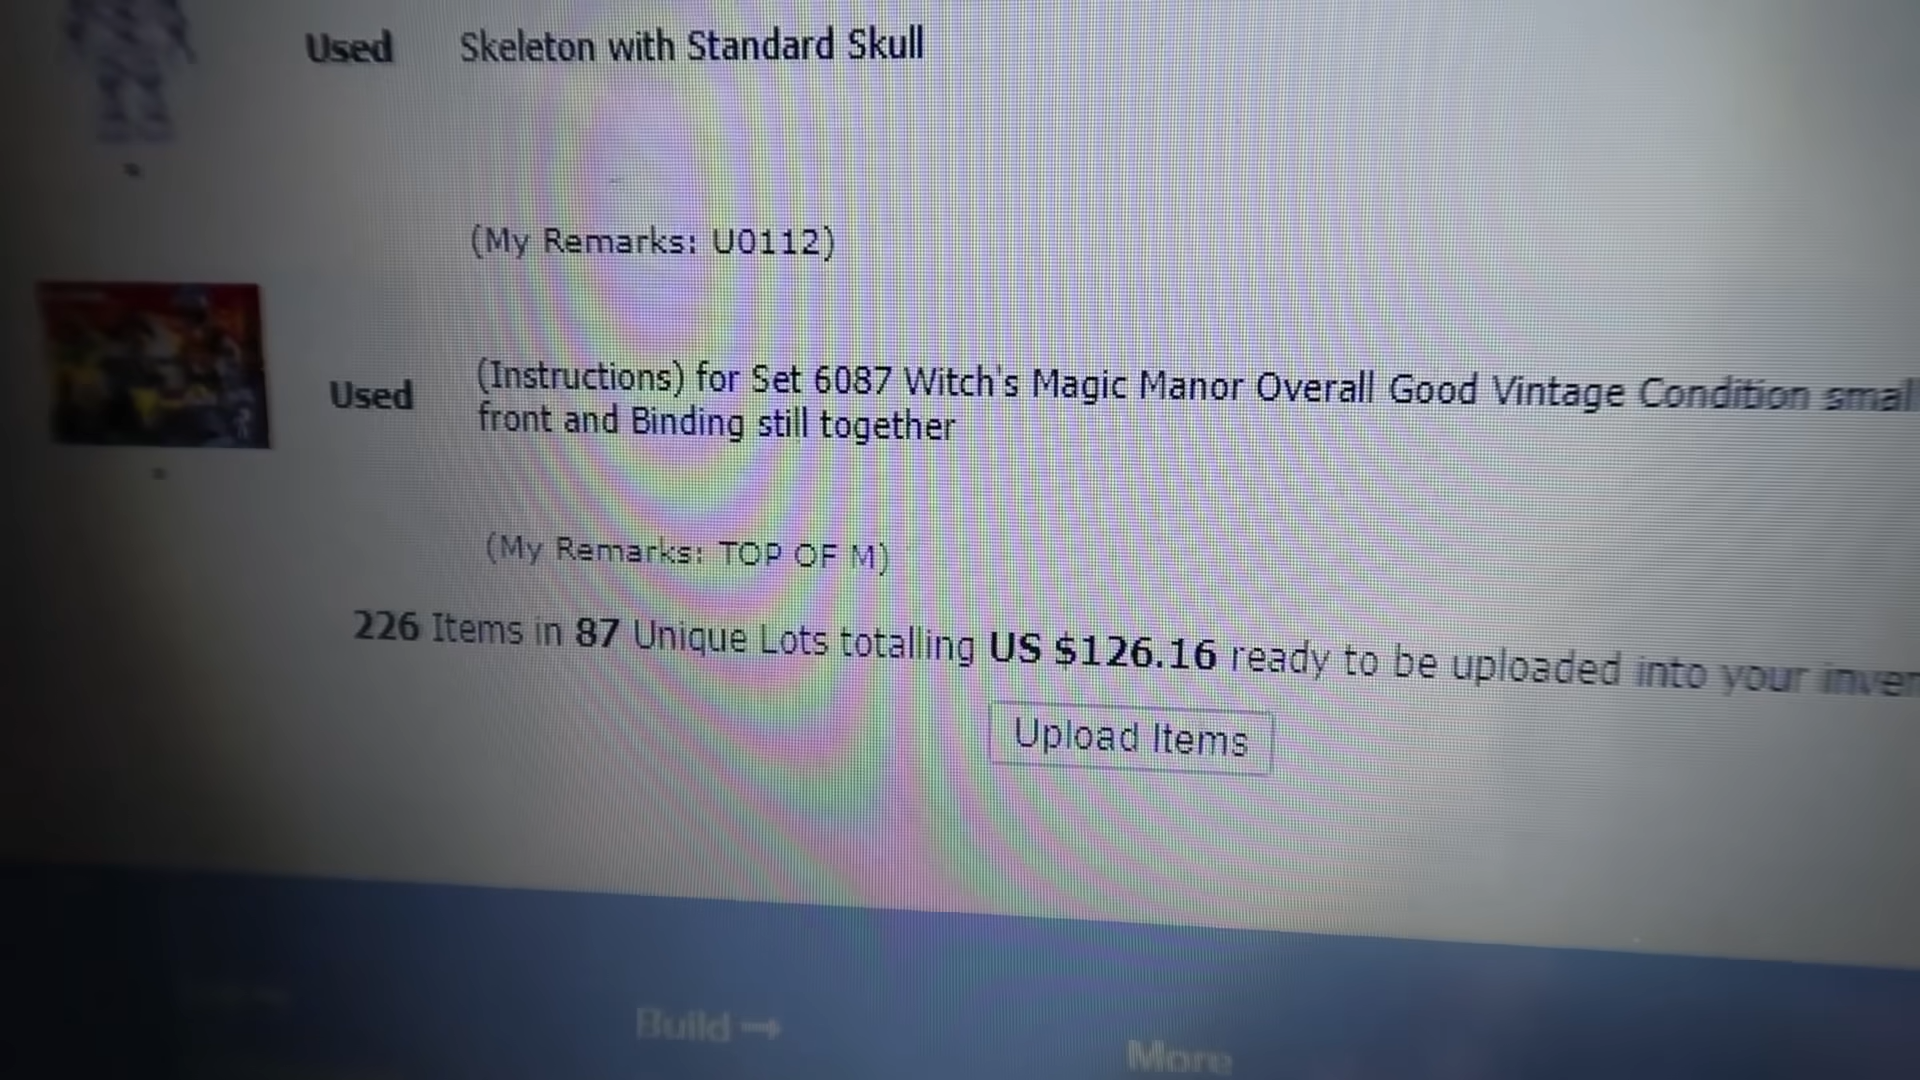 Used Skeleton with Standard Skull
(My Remarks: U0112)
Used (Instructions) for Set 6087 Witch's Magic Manor Overall Good Vintage Condition small
front and Binding still together
(My Remarks: TOP OF M)
226 Items in 87 Unique Lots totalling US $126.16 ready to be uploaded into your
Upload Items
Build →
More